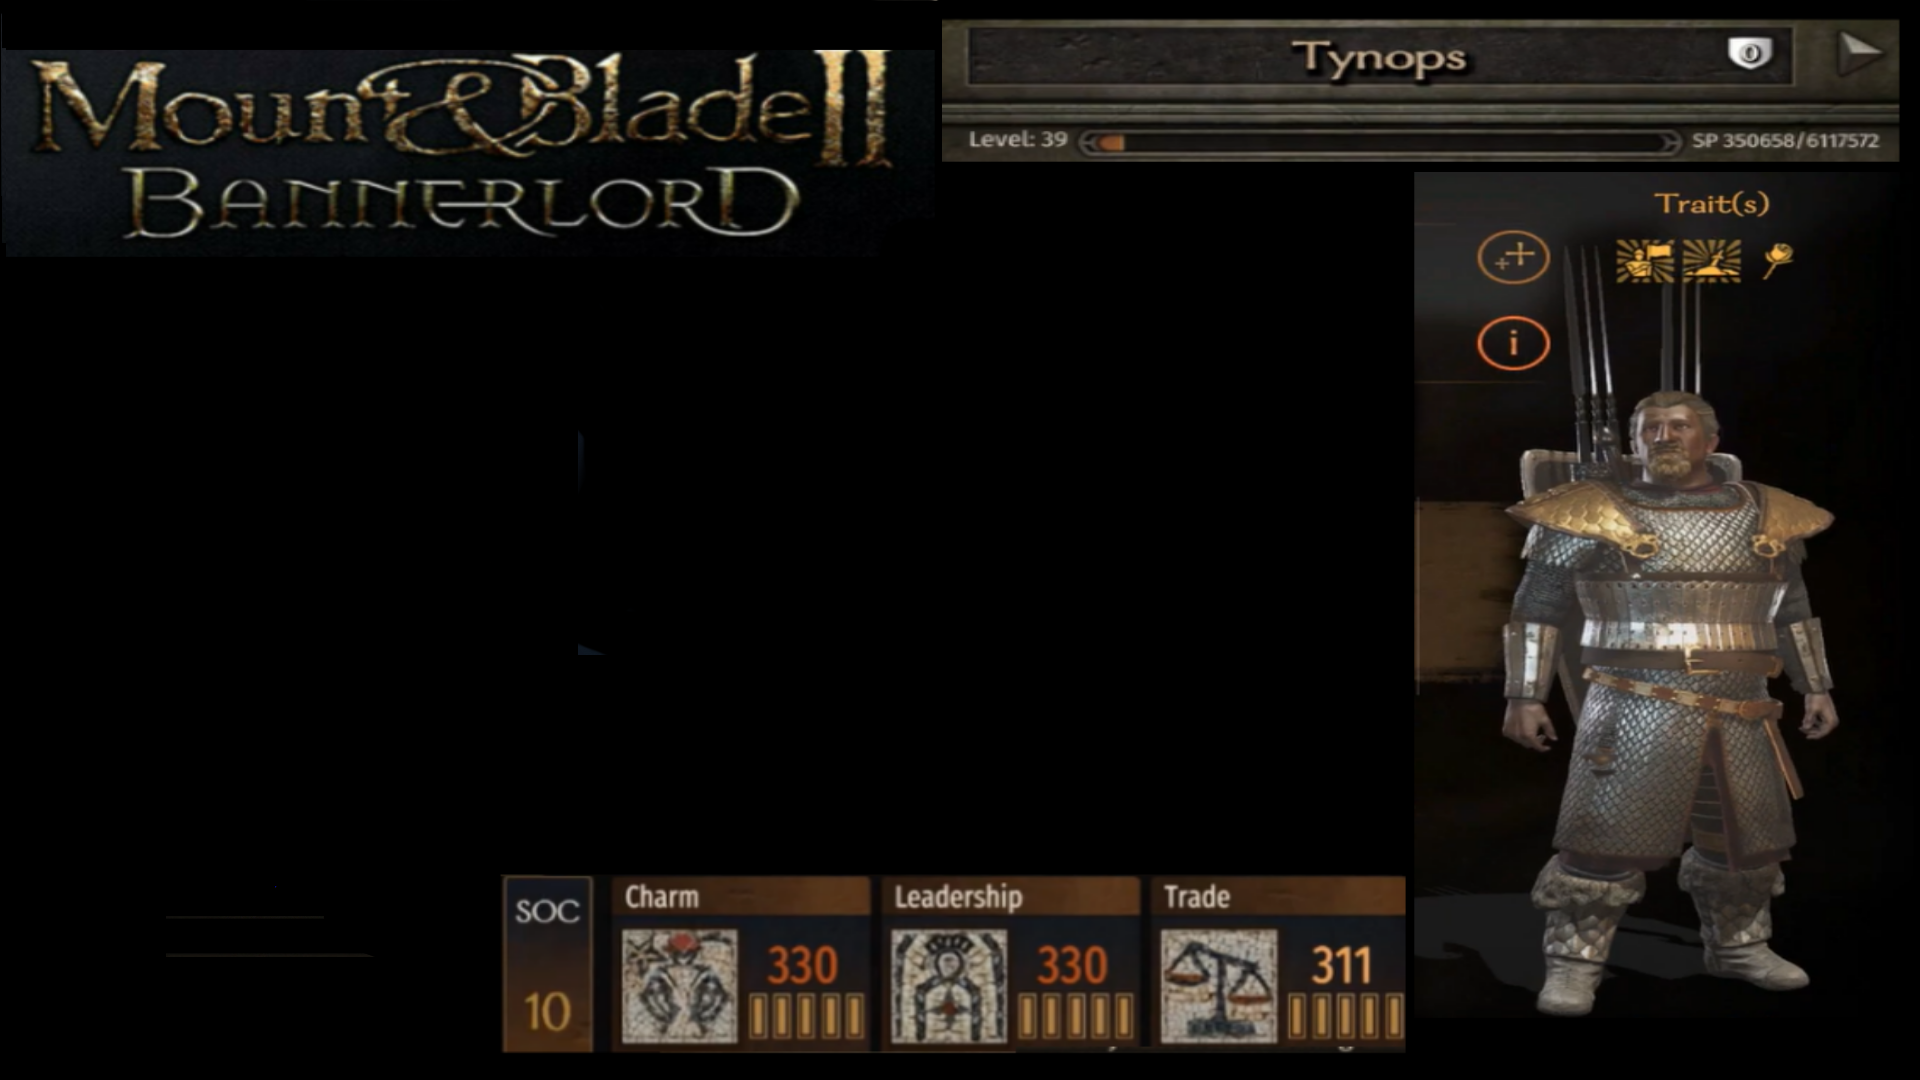 Mount & Blade II
BANNERLORD
Tynops
0
Level: 39
SP 350658/6117572
Trait(s)
i
SOC
10
Charm
330
Leadership
330
Trade
311